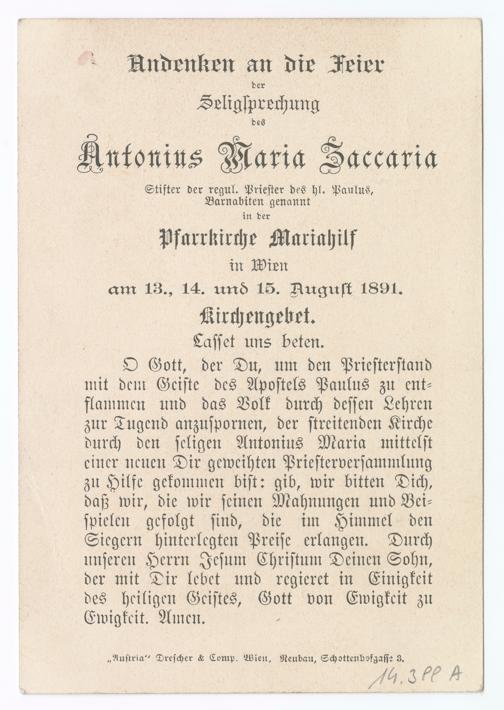 Andenken an die Feier
der
Seligsprechung
des
Antonius Maria Zaccaria
Stifter der regul. Priester des hl. Paulus,
Barnabiten genannt
in der
Pfarrkirche Mariahilf
in Wien
am 13., 14. und 15. August 1891.
Kirchengebet.
Lasset uns beten.
O Gott, der Du, um den Priesterstand
mit dem Geiste des Apostels Paulus zu ent-
flammen und das Volk durch dessen Lehren
zur Tugend anzuspornen, der streitenden Kirche
durch den seligen Antonius Maria mittelst
einer neuen Dir geweihten Priesterversammlung
zu Hilfe gekommen bist: gib, wir bitten Dich,
daß wir, die wir seinen Mahnungen und Bei-
spielen gefolgt sind, die im Himmel den
Siegern hinterlegten Preise erlangen. Durch
unseren Herrn Jesum Christum Deinen Sohn,
der mit Dir lebet und regieret in Einigkeit
des heiligen Geistes, Gott von Ewigkeit zu
Ewigkeit. Amen.
„Austria“ Drescher & Comp. Wien, Neubau, Schottenhofgasse 3.
14.3 A